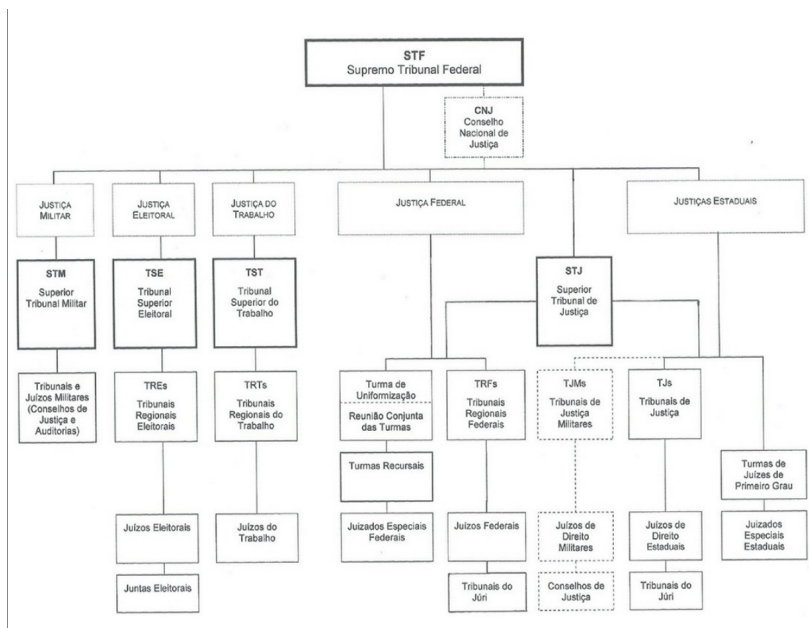 STF
Supremo Tribunal Federal
CNJ
Conselho
Nacional de
Justiça
JUSTIÇA
MILITAR
JUSTIÇA
ELEITORAL
JUSTIÇA DO
TRABALHO
JUSTIÇA FEDERAL
JUSTIÇAS ESTADUAIS
STM
Superior
Tribunal Militar
TSE
Tribunal
Superior
Eleitoral
TST
Tribunal
Superior do
Trabalho
STJ
Superior
Tribunal de
Justiça
Tribunais e
Juízos Militares
(Conselhos de
Justiça e
Auditorias)
TREs
Tribunais
Regionais
Eleitorais
TRTs
Tribunais
Regionais do
Trabalho
Turma de
Uniformização
Reunião Conjunta
das Turmas
TRFs
Tribunais
Regionais
Federais
TJMs
Tribunais de
Justiça
Militares
TJs
Tribunais de
Justiça
Turmas Recursais
Turmas de
Juízes de
Primeiro Grau
Juízos Eleitorais
Juízos do
Trabalho
Juizados Especiais
Federais
Juízos Federais
Juízos de
Direito
Militares
Juízos de
Direito
Estaduais
Juizados
Especiais
Estaduais
Juntas Eleitorais
Tribunais do
Júri
Conselhos de
Justiça
Tribunais do
Júri